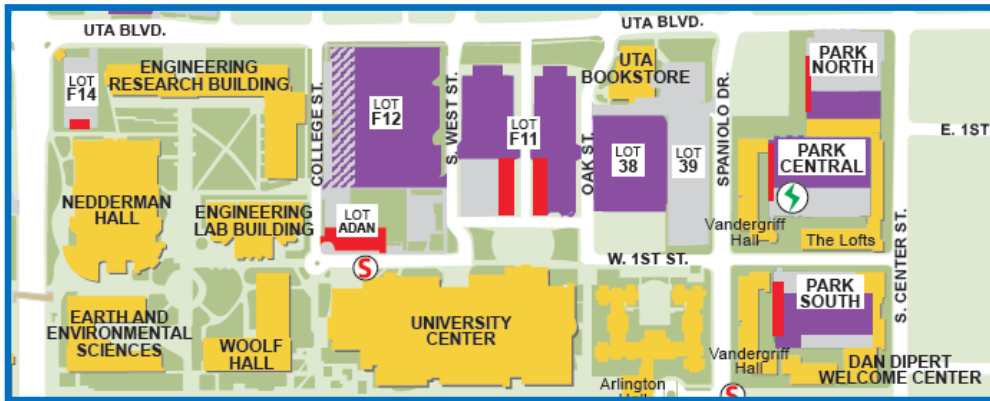 UTA BLVD.
UTA BLVD.
LOT
F14
ENGINEERING
RESEARCH BUILDING
COLLEGE ST.
LOT
F12
S. WEST ST.
LOT
F11
OAK ST.
UTA
BOOKSTORE
LOT
38
LOT
39
SPANIOLO DR.
PARK
NORTH
E. 1ST
PARK
CENTRAL
NEDDERMAN
HALL
ENGINEERING
LAB BUILDING
LOT
ADAN
S
Vandergriff
Hall
The Lofts
W. 1ST ST.
S. CENTER ST.
EARTH AND
ENVIRONMENTAL
SCIENCES
WOOLF
HALL
UNIVERSITY
CENTER
PARK
SOUTH
Vandergriff
Hall
DAN DIPERT
WELCOME CENTER
Arlington
S